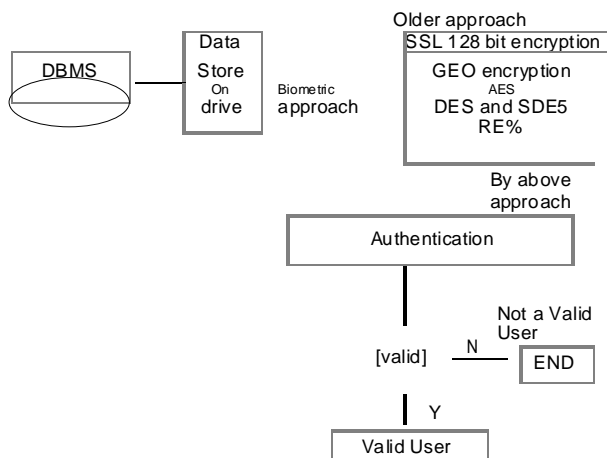 Older approach
Data
SSL 128 bit encryption
DBMS
Store
On
drive
Biometric
approach
GEO encryption
AES
DES and SDE5
RE%
By above
approach
Authentication
Not a Valid
User
[valid]
N
END
Y
Valid User